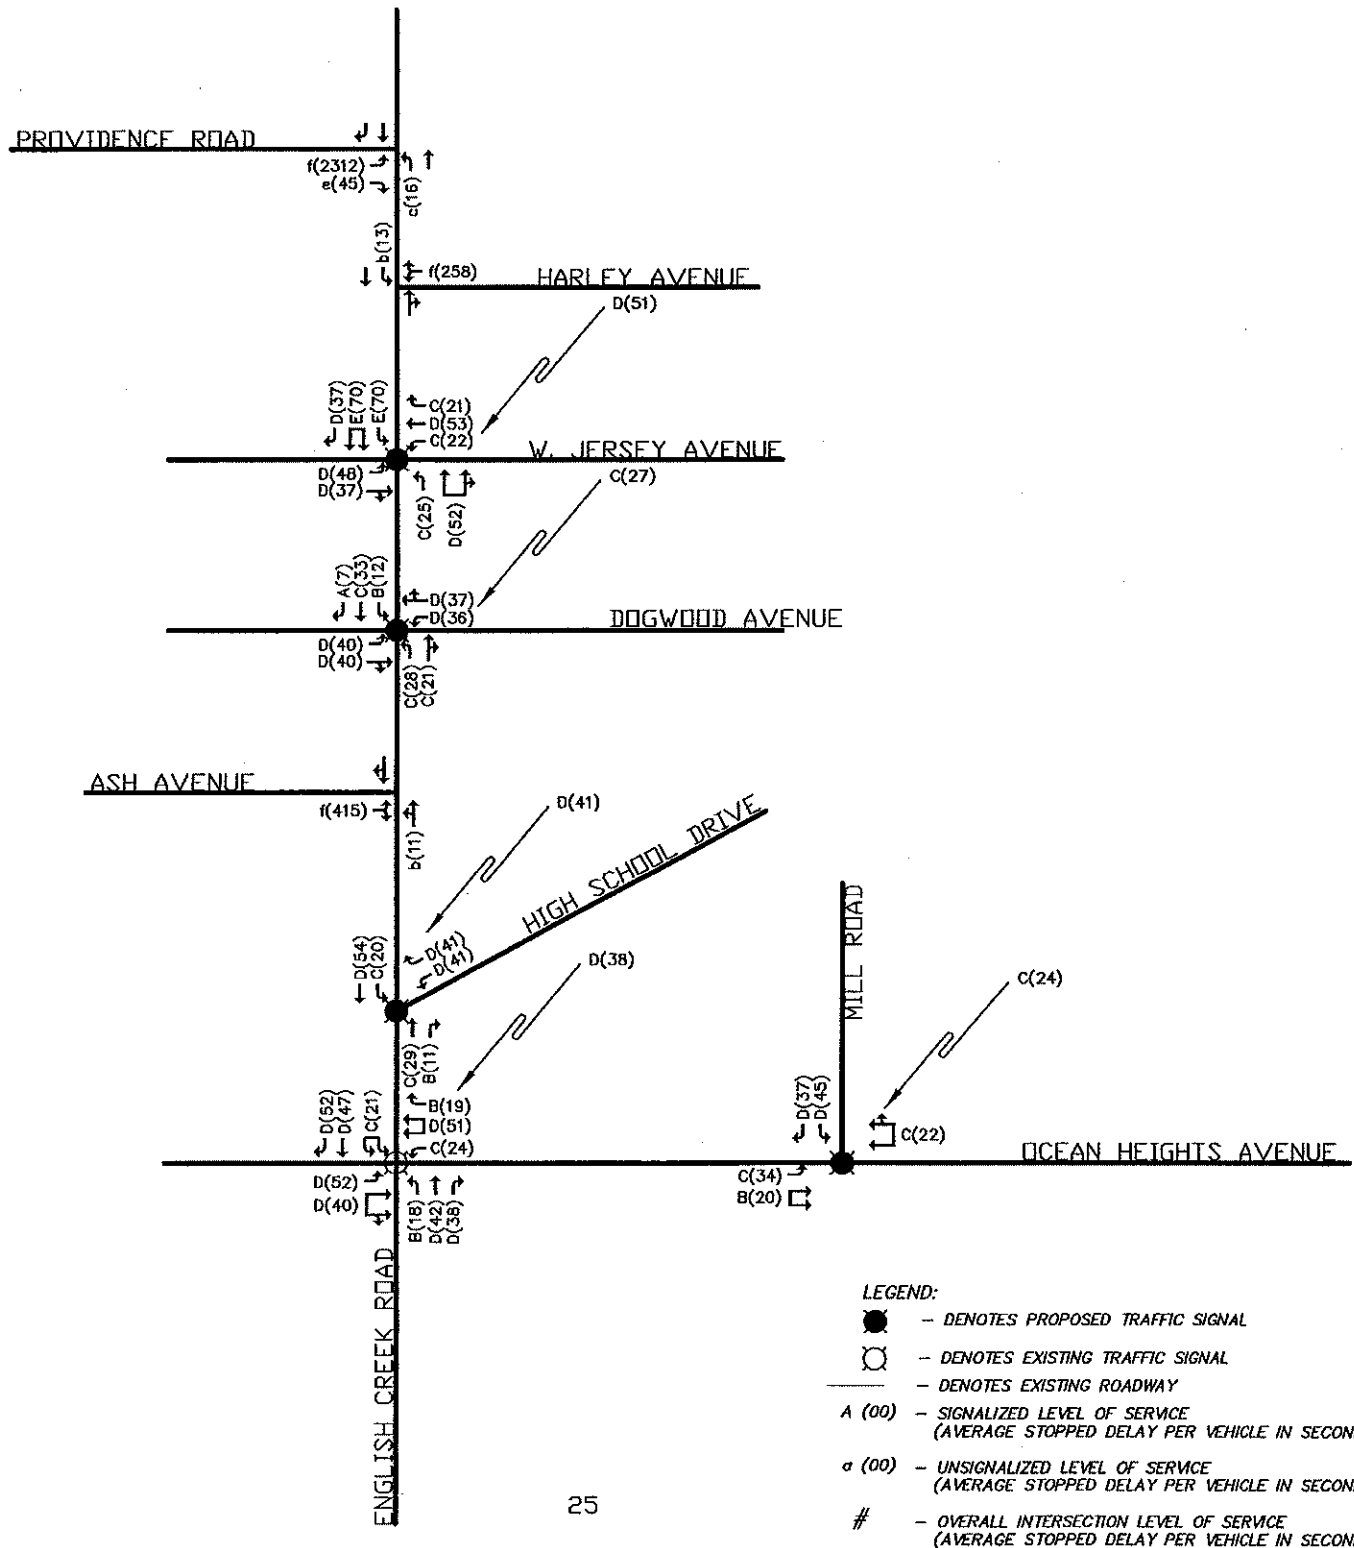 PROVIDENCE ROAD
f(2312)
e(45)
c(16)
b(13)
f(258)
HARLEY AVENUE
D(51)
D(37)
E(70)
E(70)
C(21)
D(53)
C(22)
W. JERSEY AVENUE
D(48)
D(37)
C(25)
D(52)
C(27)
A(7)
C(33)
B(12)
D(37)
D(36)
DOGWOOD AVENUE
D(40)
D(40)
C(28)
C(21)
ASH AVENUE
f(415)
b(11)
D(41)
HIGH SCHOOL DRIVE
D(54)
C(20)
D(41)
D(41)
D(38)
C(29)
B(11)
MILL ROAD
C(24)
D(52)
D(47)
C(21)
B(19)
D(51)
C(24)
D(37)
D(45)
C(22)
OCEAN HEIGHTS AVENUE
D(52)
D(40)
B(18)
D(42)
D(38)
C(34)
B(20)
ENGLISH CREEK ROAD
LEGEND:
– DENOTES PROPOSED TRAFFIC SIGNAL
– DENOTES EXISTING TRAFFIC SIGNAL
– DENOTES EXISTING ROADWAY
A (00) – SIGNALIZED LEVEL OF SERVICE
(AVERAGE STOPPED DELAY PER VEHICLE IN SECON
a (00) – UNSIGNALIZED LEVEL OF SERVICE
(AVERAGE STOPPED DELAY PER VEHICLE IN SECON
# – OVERALL INTERSECTION LEVEL OF SERVICE
(AVERAGE STOPPED DELAY PER VEHICLE IN SECON
25